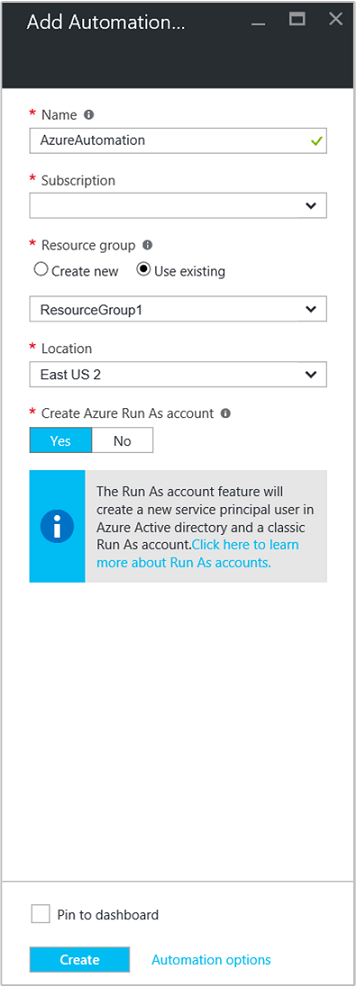 Add Automation...
* Name
AzureAutomation
* Subscription
* Resource group
Create new Use existing
ResourceGroup1
* Location
East US 2
* Create Azure Run As account
Yes No
The Run As account feature will
create a new service principal user in
Azure Active directory and a classic
Run As account.Click here to learn
more about Run As accounts.
Pin to dashboard
Create Automation options